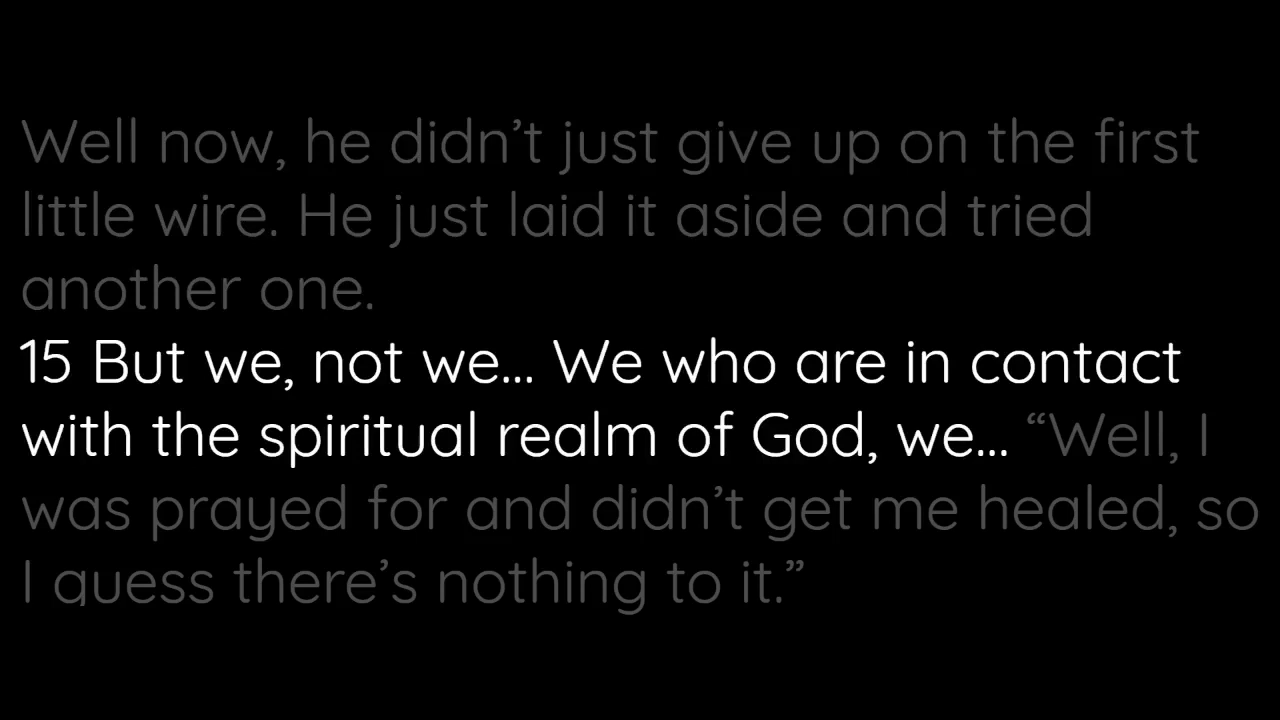 Well now, he didn’t just give up on the first
little wire. He just laid it aside and tried
another one.
15 But we, not we... We who are in contact
with the spiritual realm of God, we... “Well, I
was prayed for and didn’t get me healed, so
I guess there’s nothing to it.”